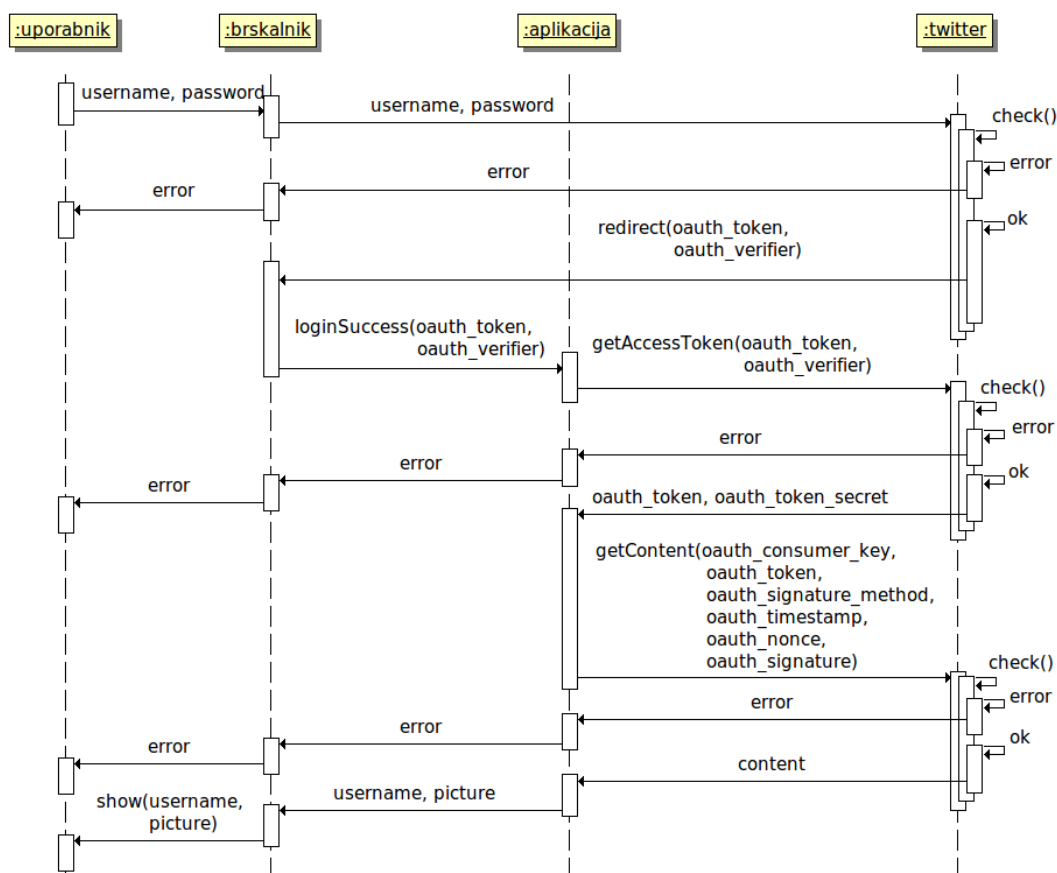 :uporabnik
:brskalnik
:aplikacija
:twitter
username, password
username, password
check()
error
error
error
ok
redirect(oauth_token,
oauth_verifier)
loginSuccess(oauth_token,
oauth_verifier)
getAccessToken(oauth_token,
oauth_verifier)
check()
error
error
error
error
ok
oauth_token, oauth_token_secret
getContent(oauth_consumer_key,
oauth_token,
oauth_signature_method,
oauth_timestamp,
oauth_nonce,
oauth_signature)
check()
error
error
error
error
ok
content
username, picture
show(username,
picture)